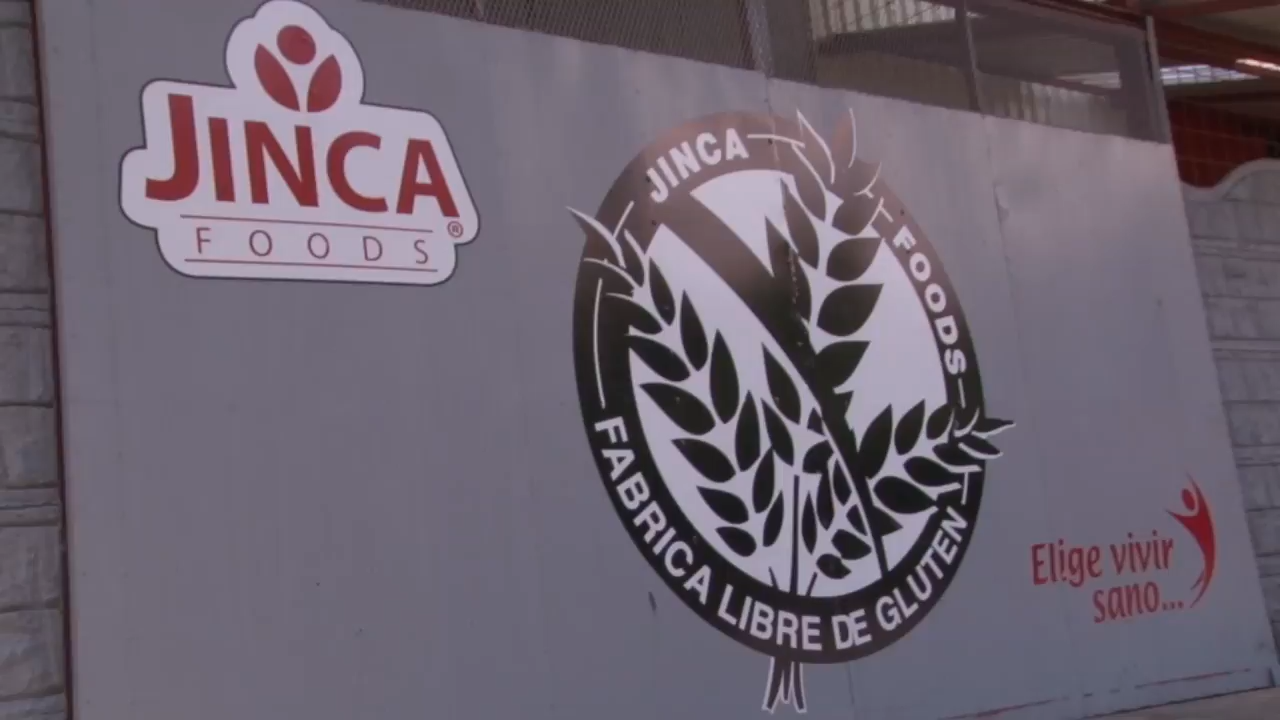 JINCA
FOODS®
JINCA FOODS
FABRICA LIBRE DE GLUTEN
Elige vivir
sano...